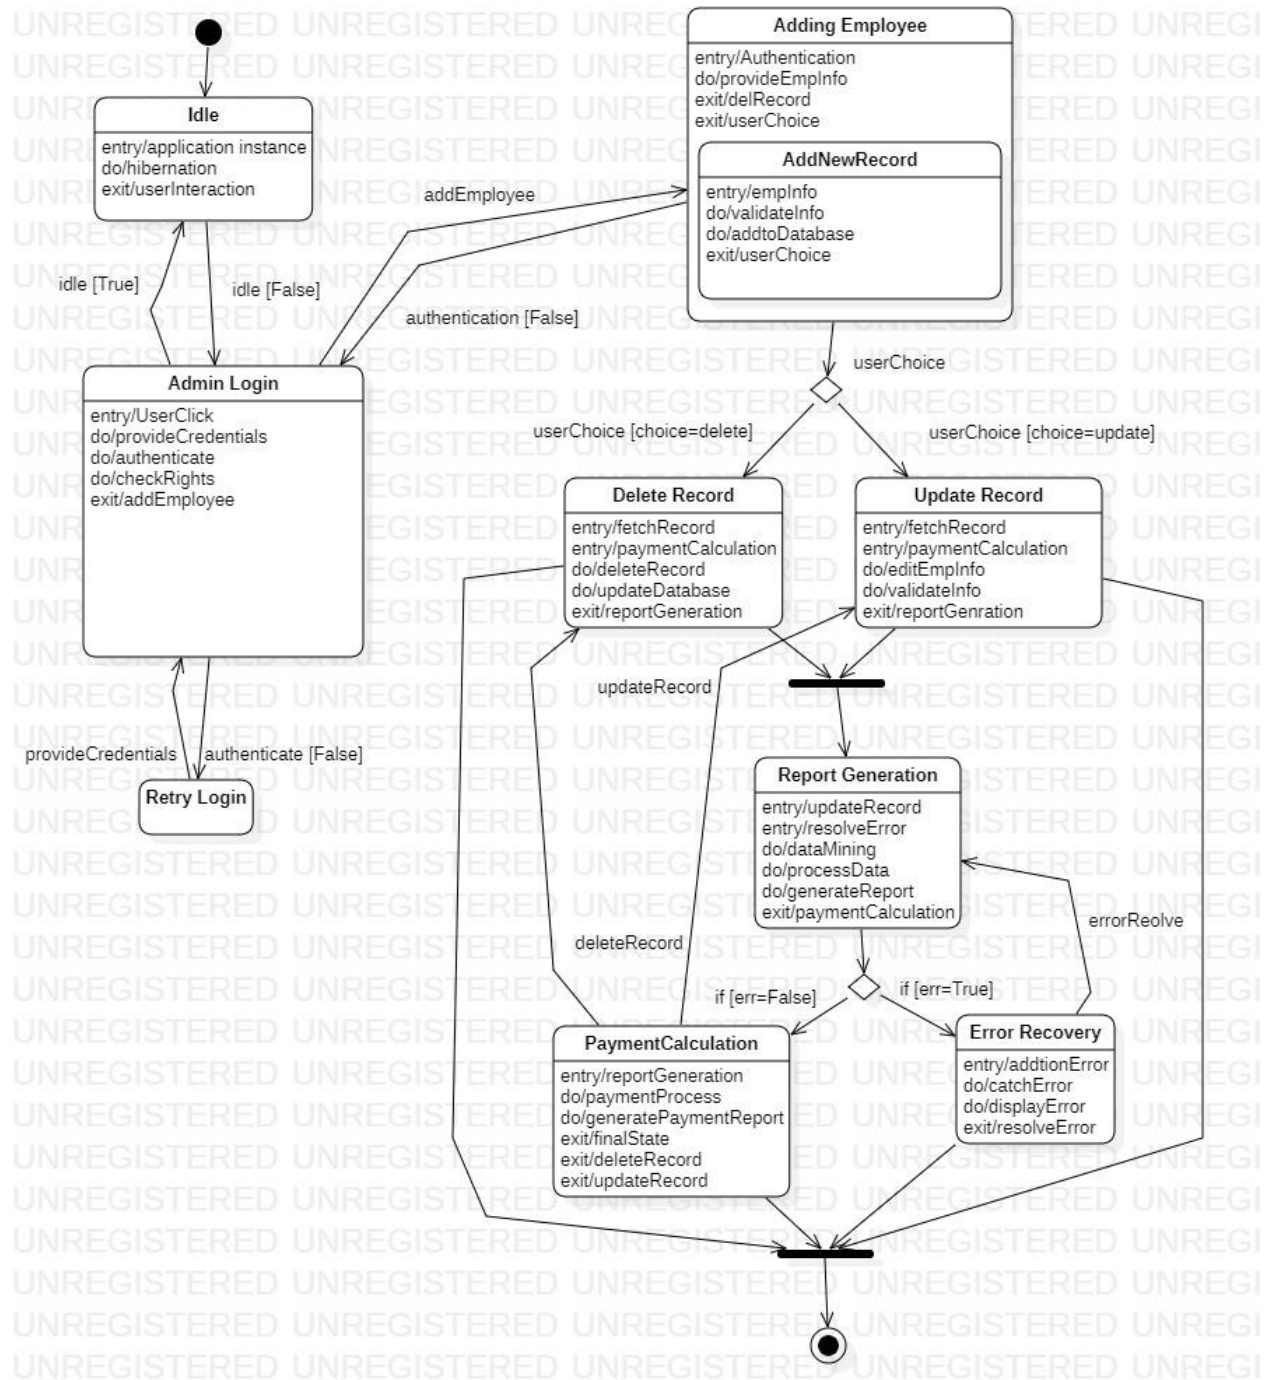 Idle
entry/application instance
do/hibernation
exit/userInteraction
Adding Employee
entry/Authentication
do/provideEmpInfo
exit/delRecord
exit/userChoice
AddNewRecord
entry/empInfo
do/validateInfo
do/addtoDatabase
exit/userChoice
addEmployee
idle [True]
idle [False]
authentication [False]
Admin Login
entry/UserClick
do/provideCredentials
do/authenticate
do/checkRights
exit/addEmployee
userChoice
userChoice [choice=delete]
userChoice [choice=update]
Delete Record
entry/fetchRecord
entry/paymentCalculation
do/deleteRecord
do/updateDatabase
exit/reportGeneration
Update Record
entry/fetchRecord
entry/paymentCalculation
do/editEmpInfo
do/validateInfo
exit/reportGenration
updateRecord
provideCredentials
authenticate [False]
Retry Login
Report Generation
entry/updateRecord
entry/resolveError
do/dataMining
do/processData
do/generateReport
exit/paymentCalculation
errorReolve
deleteRecord
if [err=False]
if [err=True]
PaymentCalculation
entry/reportGeneration
do/paymentProcess
do/generatePaymentReport
exit/finalState
exit/deleteRecord
exit/updateRecord
Error Recovery
entry/addtionError
do/catchError
do/displayError
exit/resolveError
UNREGISTERED